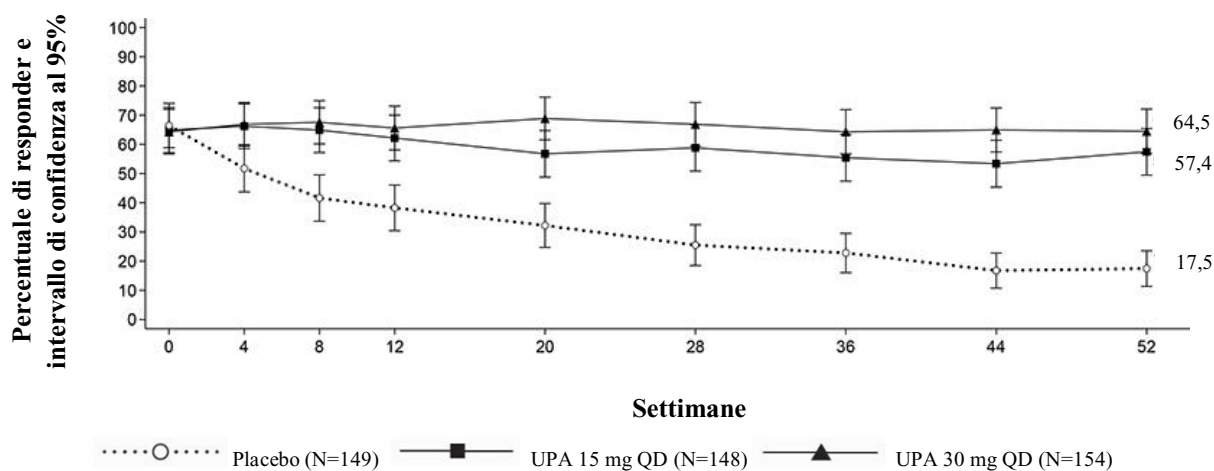 Percentuale di responder e
intervallo di confidenza al 95%
100
90
80
70
60
50
40
30
20
10
0
64,5
57,4
17,5
0 4 8 12 20 28 36 44 52
Settimane
Placebo (N=149) UPA 15 mg QD (N=148) UPA 30 mg QD (N=154)